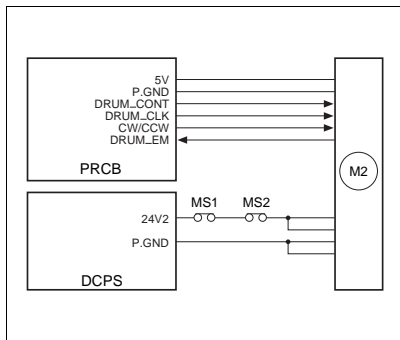 5V
P.GND
DRUM_CONT
DRUM_CLK
CW/CCW
DRUM_EM
PRCB
M2
MS1 MS2
24V2
P.GND
DCPS